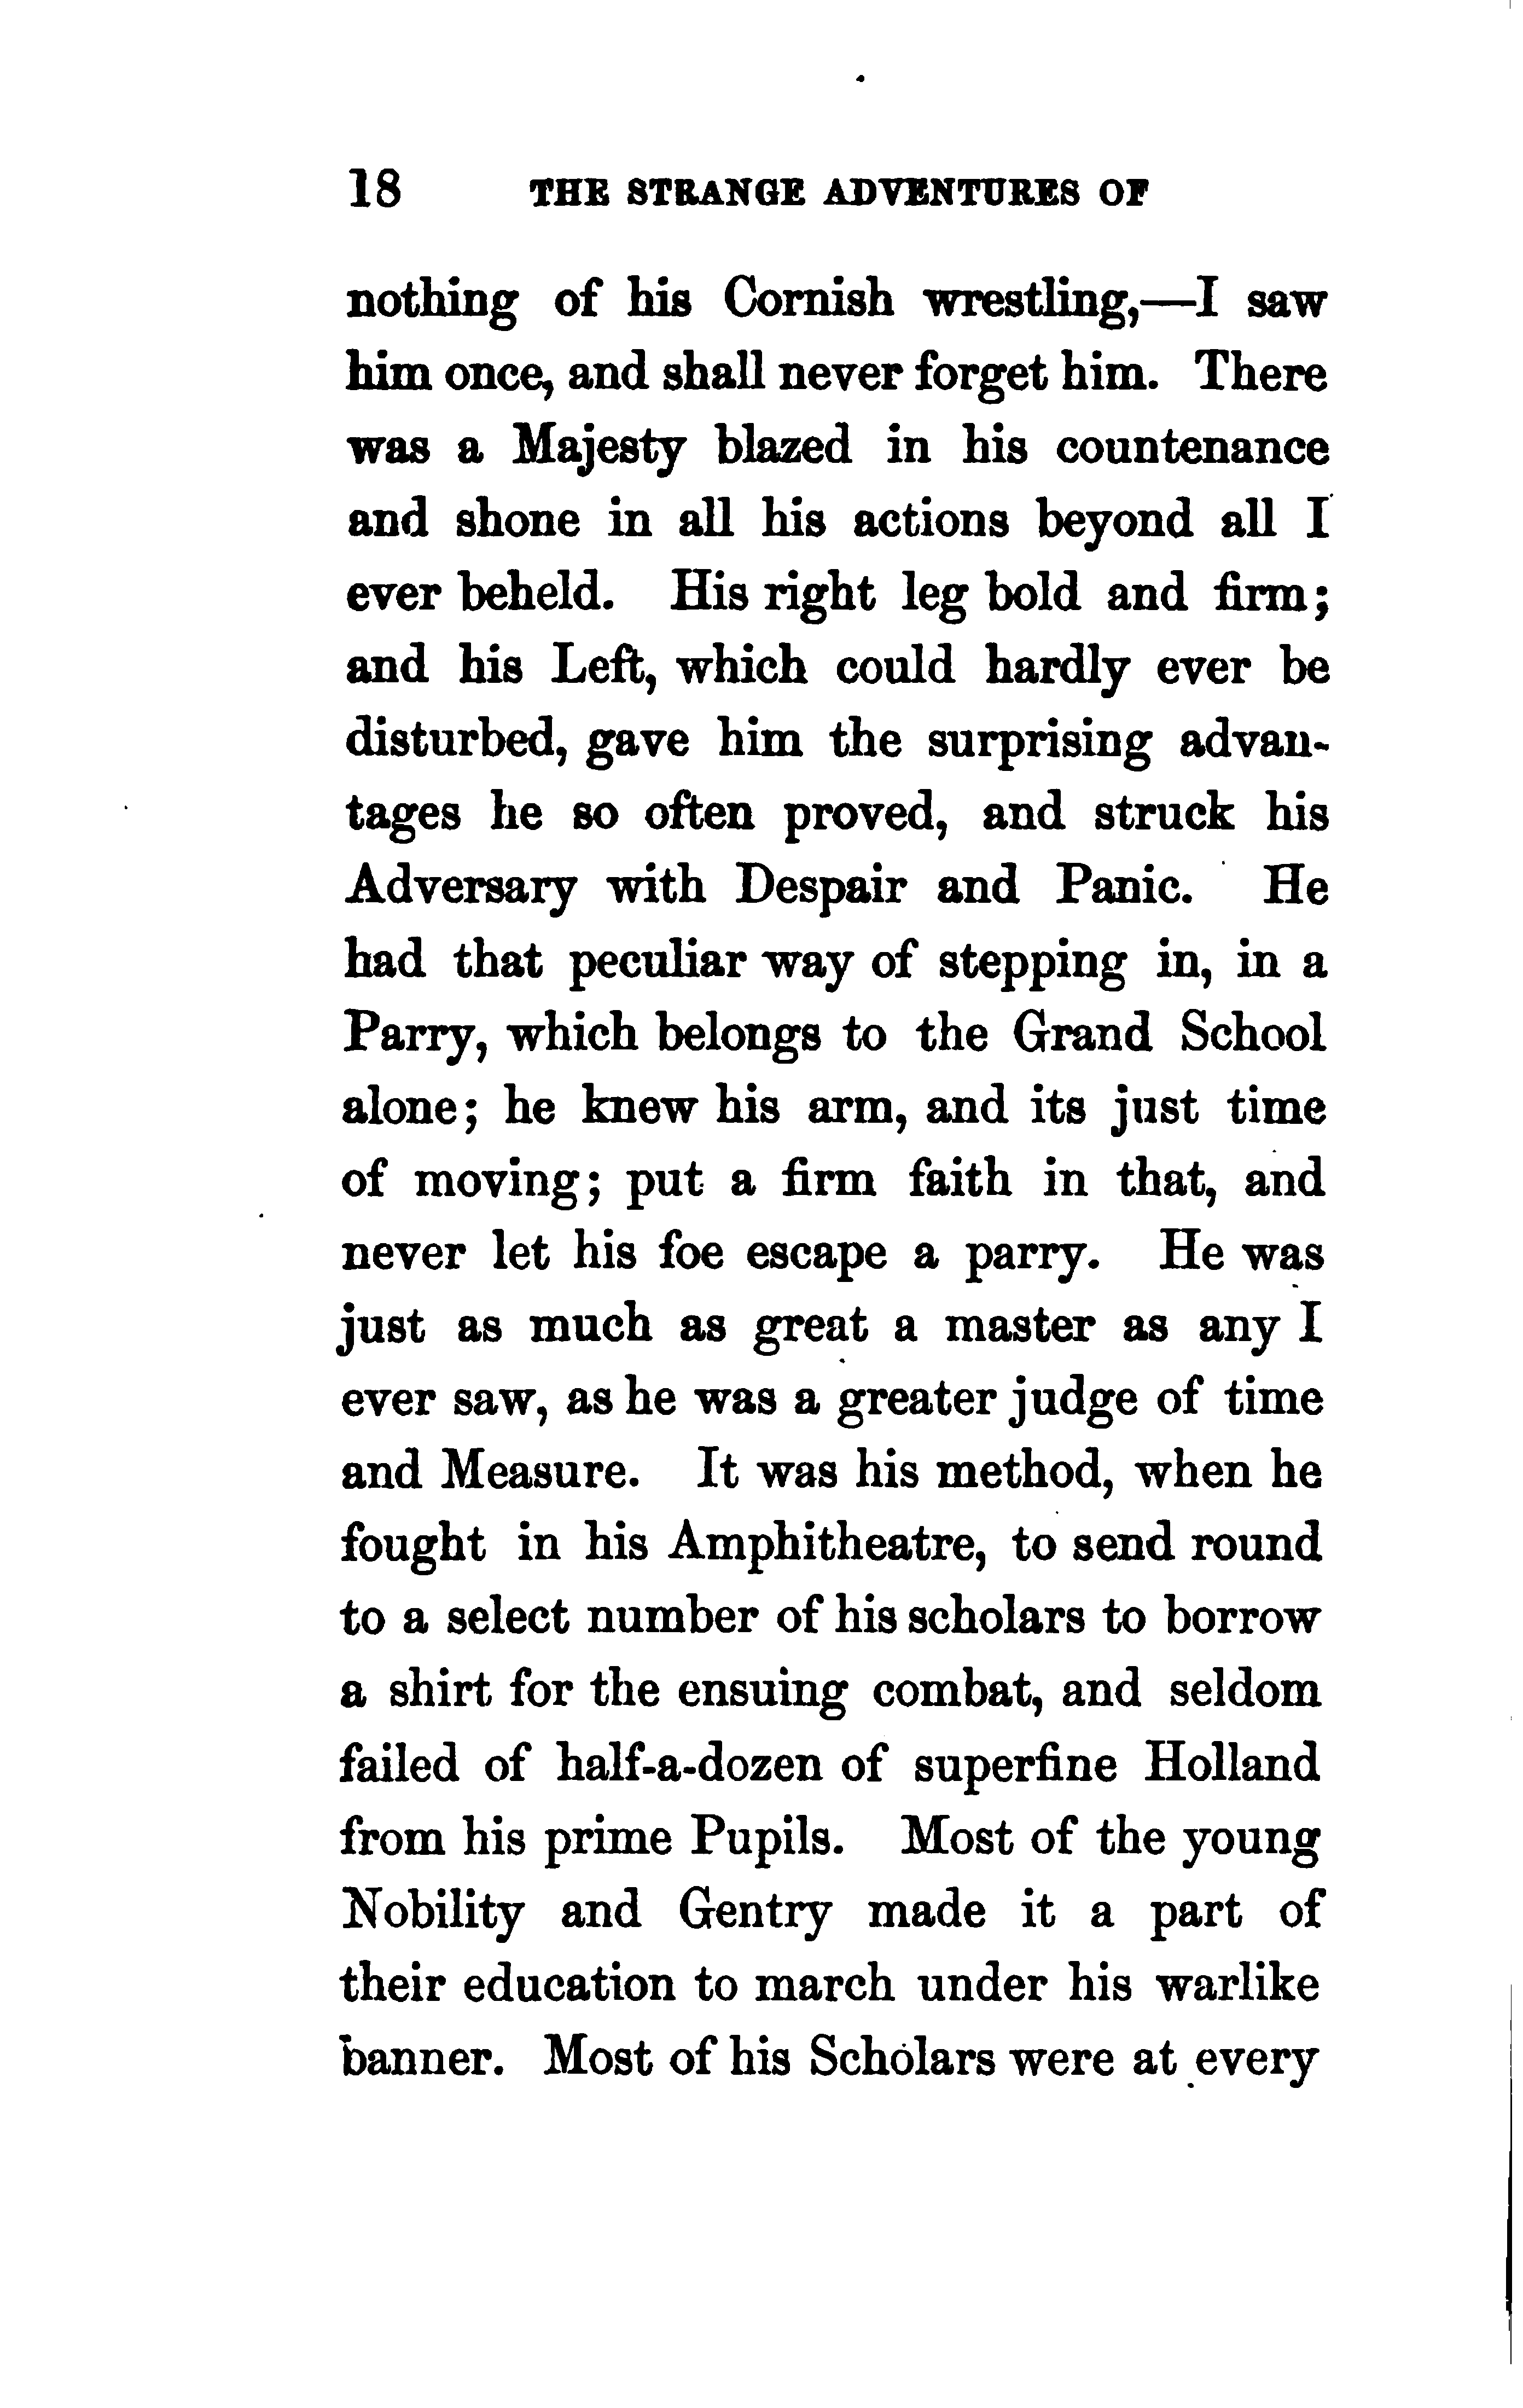 18 THE STRANGE ADVENTURES OF
nothing of his Cornish wrestling,—I saw
him once, and shall never forget him. There
was a Majesty blazed in his countenance
and shone in all his actions beyond all I
ever beheld. His right leg bold and firm;
and his Left, which could hardly ever be
disturbed, gave him the surprising advan-
tages he so often proved, and struck his
Adversary with Despair and Panic. He
had that peculiar way of stepping in, in a
Parry, which belongs to the Grand School
alone; he knew his arm, and its just time
of moving; put a firm faith in that, and
never let his foe escape a parry. He was
just as much as great a master as any I
ever saw, as he was a greater judge of time
and Measure. It was his method, when he
fought in his Amphitheatre, to send round
to a select number of his scholars to borrow
a shirt for the ensuing combat, and seldom
failed of half-a-dozen of superfine Holland
from his prime Pupils. Most of the young
Nobility and Gentry made it a part of
their education to march under his warlike
banner. Most of his Scholars were at every